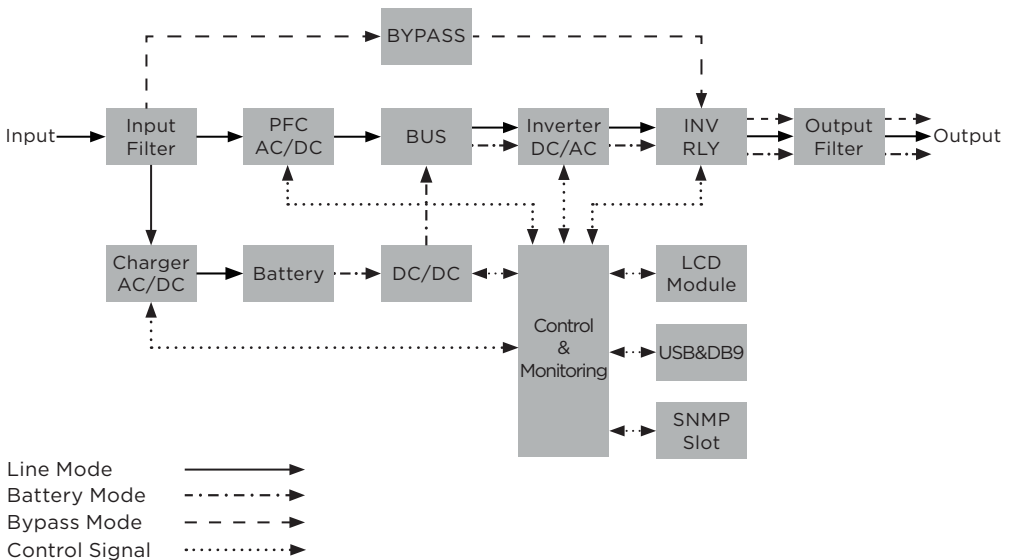 BYPASS
Input
Input
Filter
PFC
AC/DC
BUS
Inverter
DC/AC
INV
RLY
Output
Filter
Output
Charger
AC/DC
Battery
DC/DC
Control
&
Monitoring
LCD
Module
USB&DB9
SNMP
Slot
Line Mode
Battery Mode
Bypass Mode
Control Signal